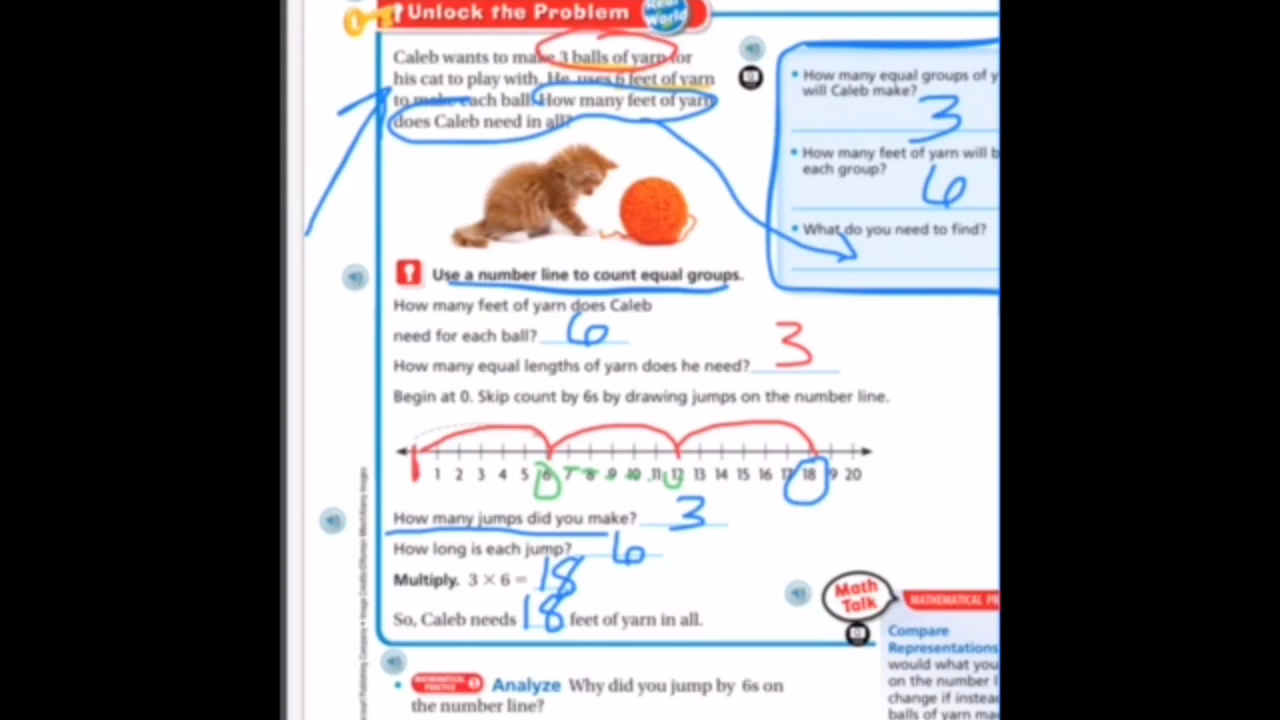 Unlock the Problem
Real World
Caleb wants to make 3 balls of yarn for
his cat to play with. He uses 6 feet of yarn
to make each ball. How many feet of yarn
does Caleb need in all?
• How many equal groups of y
will Caleb make?
3
• How many feet of yarn will b
each group?
6
• What do you need to find?
Use a number line to count equal groups.
How many feet of yarn does Caleb
need for each ball? 6
How many equal lengths of yarn does he need? 3
Begin at 0. Skip count by 6s by drawing jumps on the number line.
1 2 3 4 5 6 7 8 9 10 11 12 13 14 15 16 17 18 19 20
How many jumps did you make? 3
How long is each jump? 6
Multiply. 3 × 6 = 18
So, Caleb needs 18 feet of yarn in all.
Math
Talk
MATHEMATICAL PR
Compare
Representations
would what you
on the number l
change if instea
balls of yarn ma
• MATHEMATICAL PRACTICE 1 Analyze Why did you jump by 6s on
the number line?